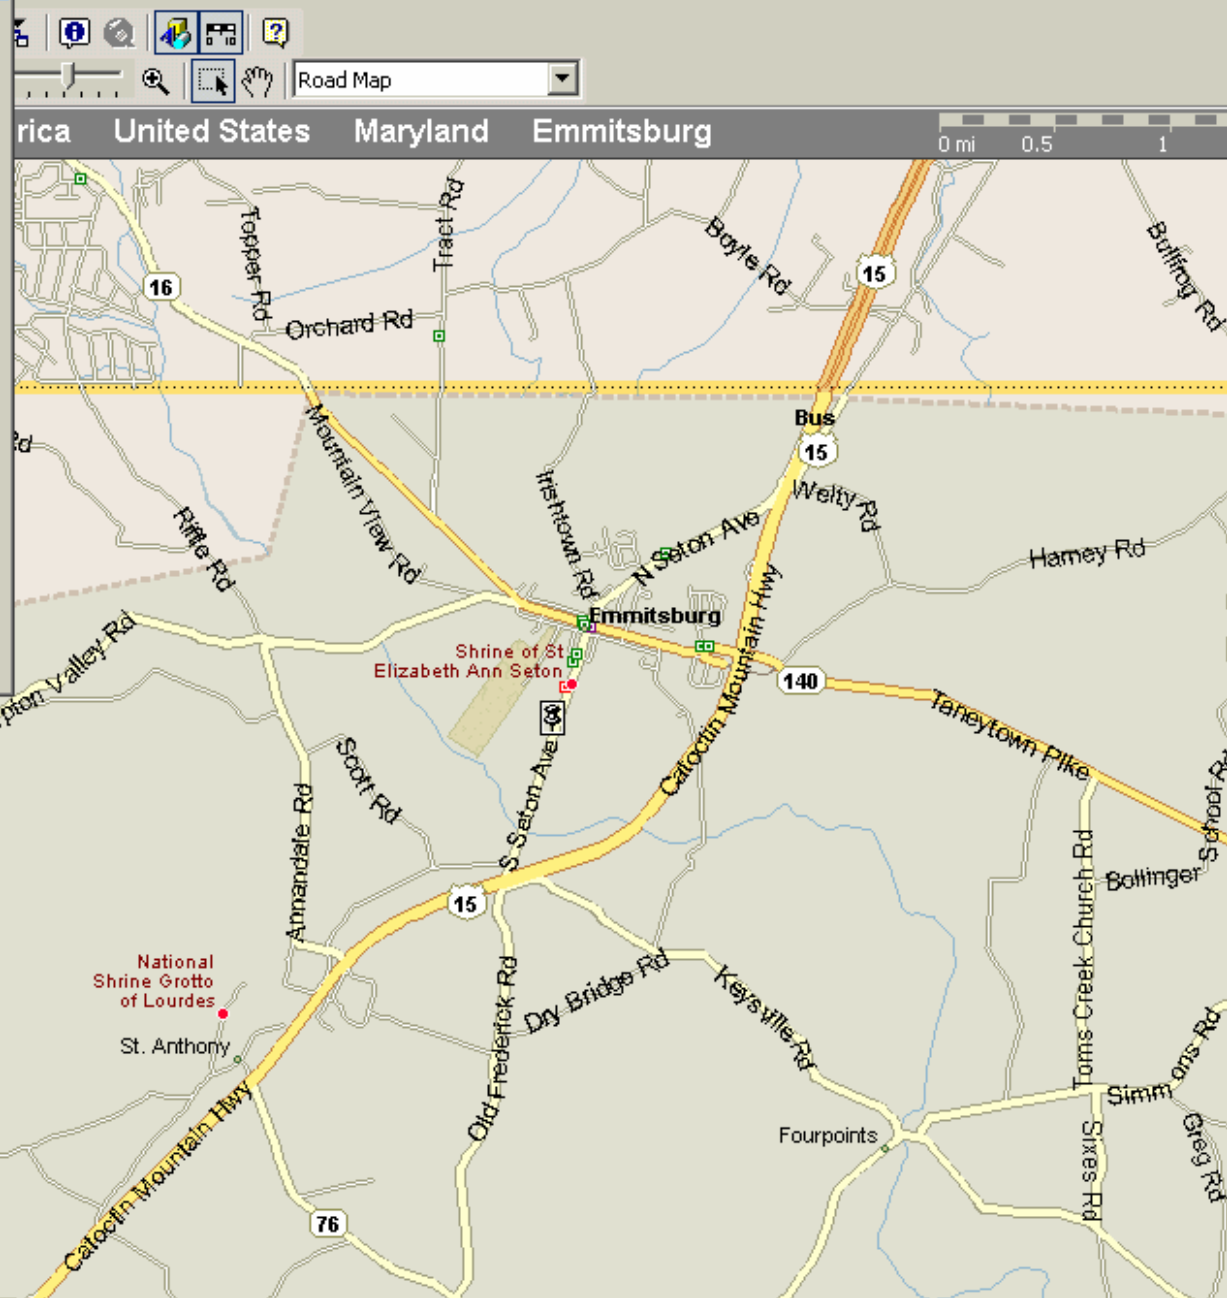 Road Map
rica United States Maryland Emmitsburg
0 mi 0.5 1
Tract Rd
Topper Rd
Boyle Rd
Bullfrog Rd
15
16
Orchard Rd
Bus
15
Mountain View Rd
Rd
Irishtown Rd
Welty Rd
N Seton Ave
Riffle Rd
Harney Rd
Emmitsburg
pton Valley Rd
Shrine of St
Elizabeth Ann Seton
140
Catoctin Mountain Hwy
Taneytown Pike
Scott Rd
S Seton Ave
School R
Annandale Rd
Toms Creek Church Rd
Bollinger
15
National
Shrine Grotto
of Lourdes
Old Frederick Rd
Dry Bridge Rd
Keysville Rd
St. Anthony
Simmons Rd
Catoctin Mountain Hwy
Fourpoints
Sixes Rd
Greg Rd
76